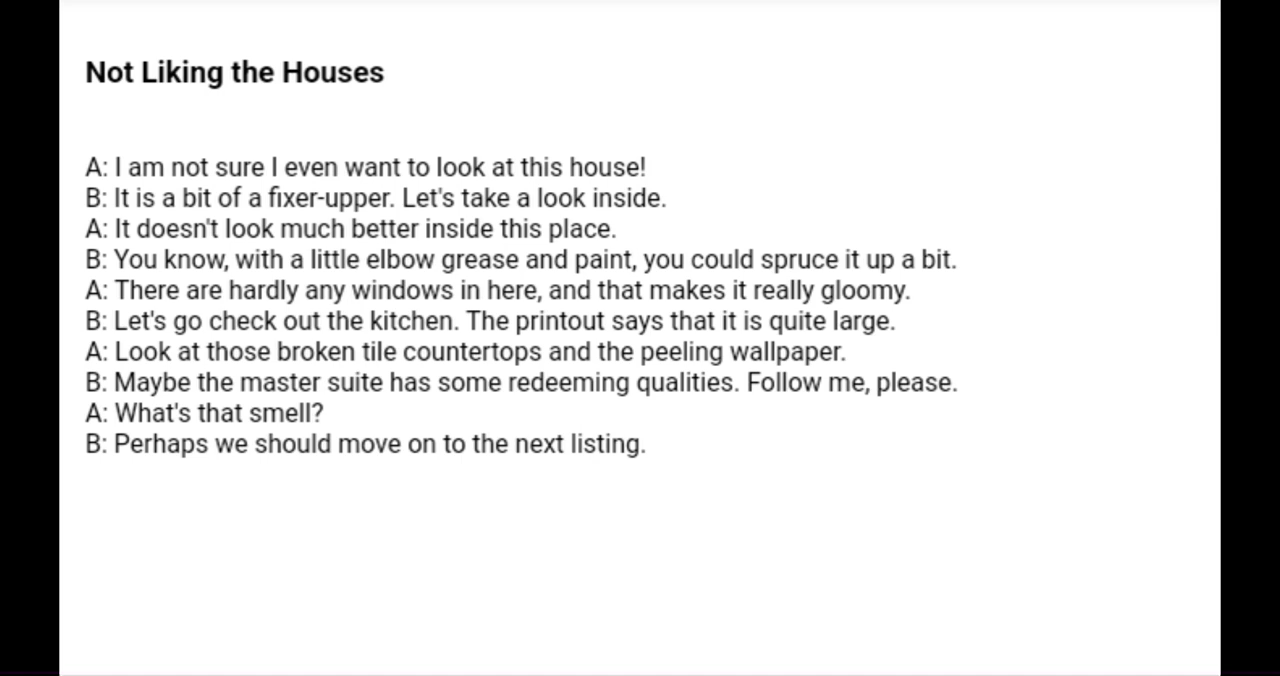 Not Liking the Houses
A: I am not sure I even want to look at this house!
B: It is a bit of a fixer-upper. Let's take a look inside.
A: It doesn't look much better inside this place.
B: You know, with a little elbow grease and paint, you could spruce it up a bit.
A: There are hardly any windows in here, and that makes it really gloomy.
B: Let's go check out the kitchen. The printout says that it is quite large.
A: Look at those broken tile countertops and the peeling wallpaper.
B: Maybe the master suite has some redeeming qualities. Follow me, please.
A: What's that smell?
B: Perhaps we should move on to the next listing.